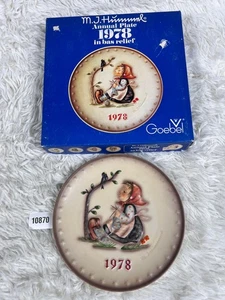 M.J.Hummel
Annual Plate
1978
in bas relief
1978
Goebel
10870
1978